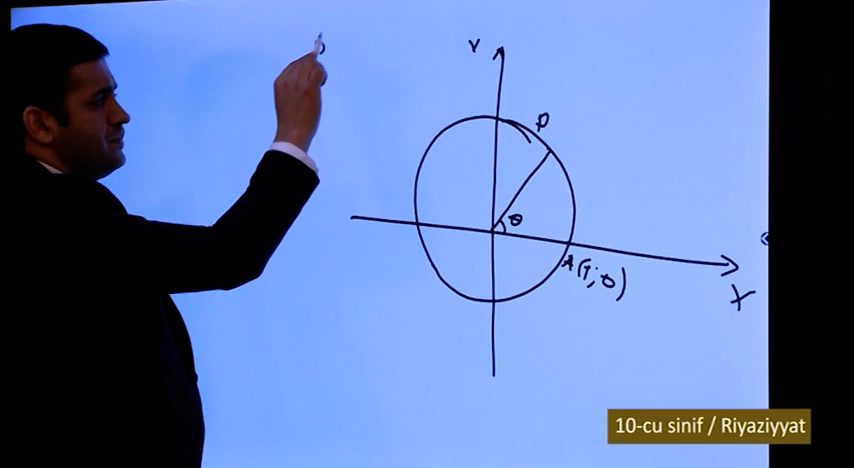 Y
P
θ
A(1;0)
X
10-cu sinif / Riyaziyyat